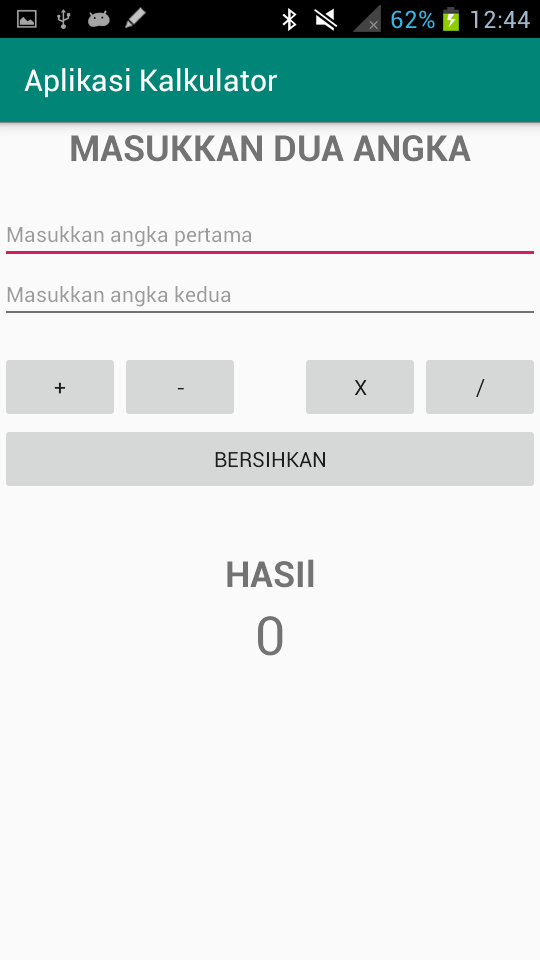 62% 12:44
Aplikasi Kalkulator
MASUKKAN DUA ANGKA
Masukkan angka pertama
Masukkan angka kedua
+ - X /
BERSIHKAN
HASIl
0